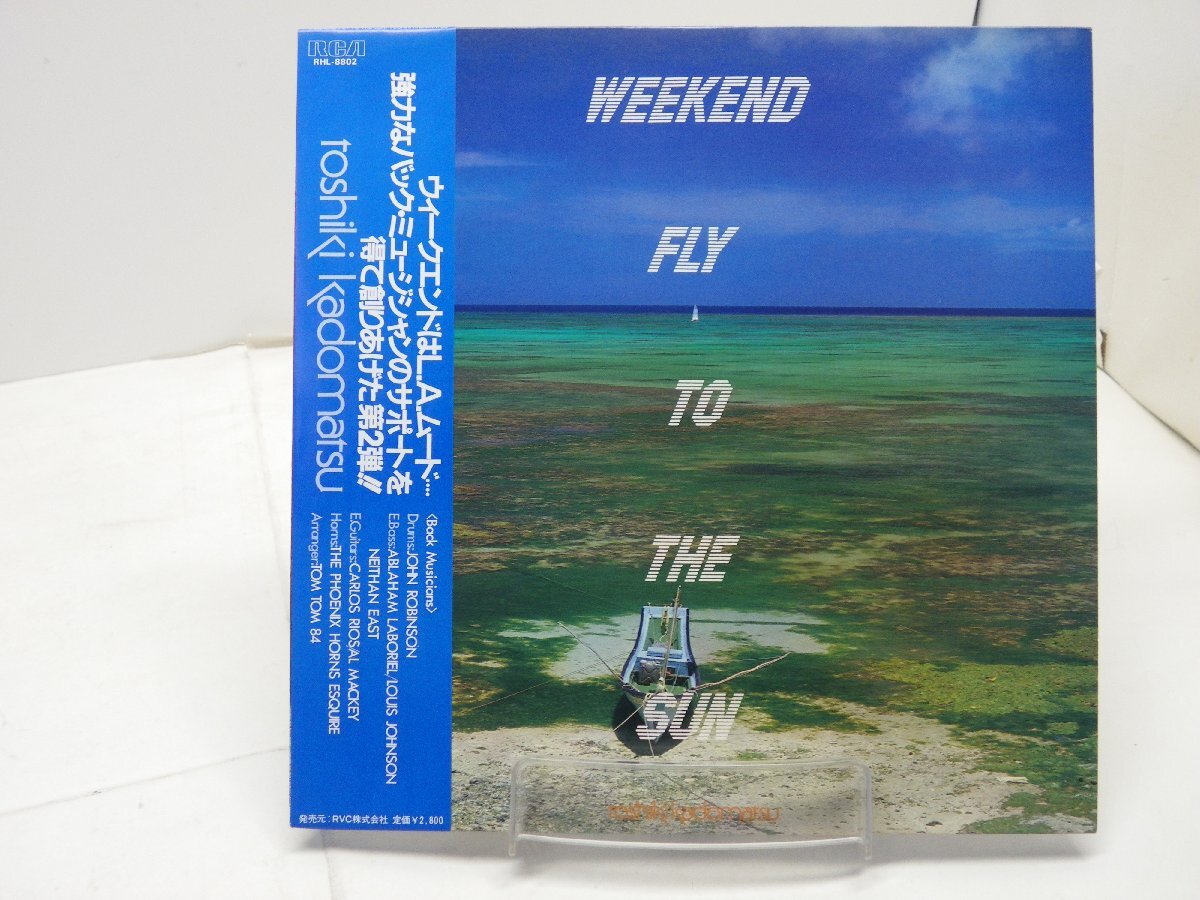 RCA
RHL-8802
ウィークエンドはL.A.ムード‥‥
強力なバック・ミュージシャンのサポートを
得て創りあげた第2弾!!
toshiki kadomatsu
〈Back Musicians〉
Drums:JOHN ROBINSON
E.Bass:ABLAHAM LABORIEL/LOUIS JOHNSON
NEITHAN EAST
E.Guitars:CARLOS RIOS,AL MACKEY
Horns:THE PHOENIX HORNS ESQUIRE
Arranger:TOM TOM 84
発売元:RVC株式会社 定価¥2,800
WEEKEND
FLY
TO
THE
SUN
toshiki kadomatsu